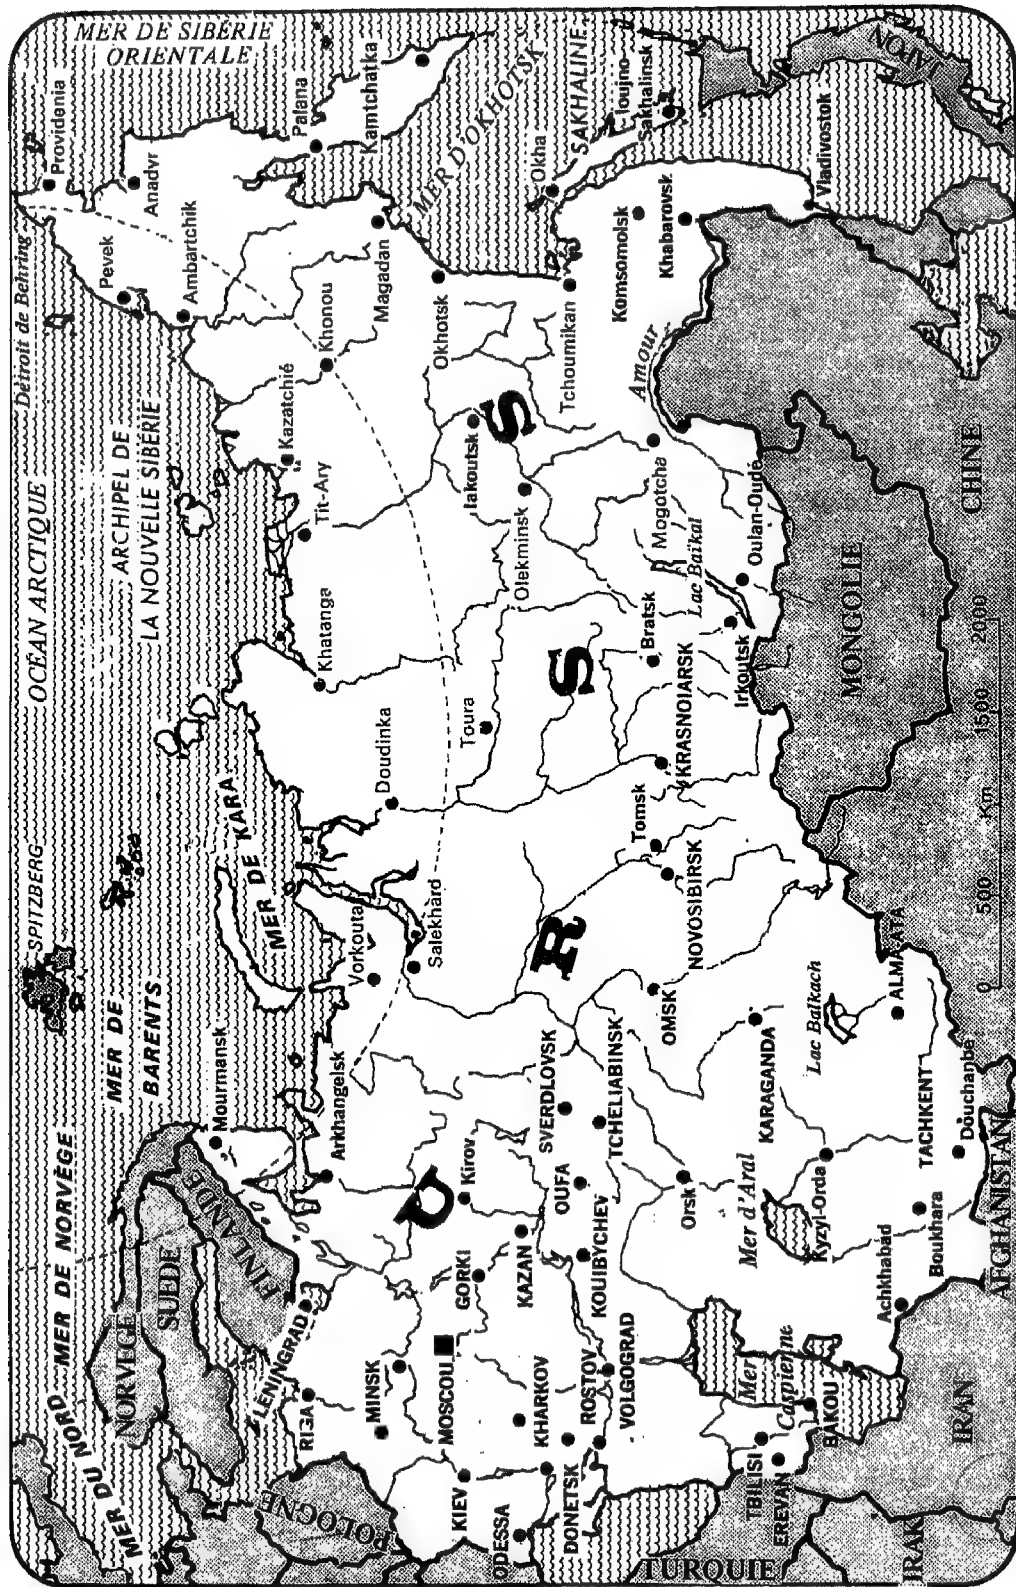 MER DE SIBÉRIE
ORIENTALE
Détroit de Behring
OCÉAN ARCTIQUE
SPITZBERG
MER DE
BARENTS
MER DE NORVÈGE
MER DU NORD
MER DE KARA
ARCHIPEL DE
LA NOUVELLE SIBÉRIE
Providenia
Anadyr
Pevek
Ambartchik
Palana
Kamtchatka
MER D'OKHOTSK
SAKHALINE
Okha
Ioujno-
Sakhalinsk
JAPON
Magadan
Khonou
Kazatchié
Tit-Ary
Khatanga
Doudinka
Vorkouta
Salekhard
Mourmansk
Arkhangelsk
NORVÈGE
SUEDE
FINLANDE
Okhotsk
Tchoumikan
Komsomolsk
Khabarovsk
Vladivostok
Amour
Iakoutsk
Olekminsk
Toura
Mogotcha
Lac Baïkal
Oulan-Oudé
Bratsk
Irkoutsk
KRASNOIARSK
Tomsk
NOVOSIBIRSK
U
R
S
S
OMSK
SVERDLOVSK
TCHELIABINSK
KARAGANDA
Lac Balkach
ALMA-ATA
Kirov
OUFA
Orsk
Mer d'Aral
Kyzyl-Orda
TACHKENT
Douchanbe
Boukhara
Achkhabad
GORKI
KAZAN
KOUIBYCHEV
LENINGRAD
RIGA
MINSK
MOSCOU
KHARKOV
ROSTOV
VOLGOGRAD
Mer
Caspienne
BAKOU
TBILISI
EREVAN
KIEV
ODESSA
DONETSK
POLOGNE
TURQUIE
IRAK
IRAN
AFGHANISTAN
CHINE
MONGOLIE
0 500 Km 1500 2000